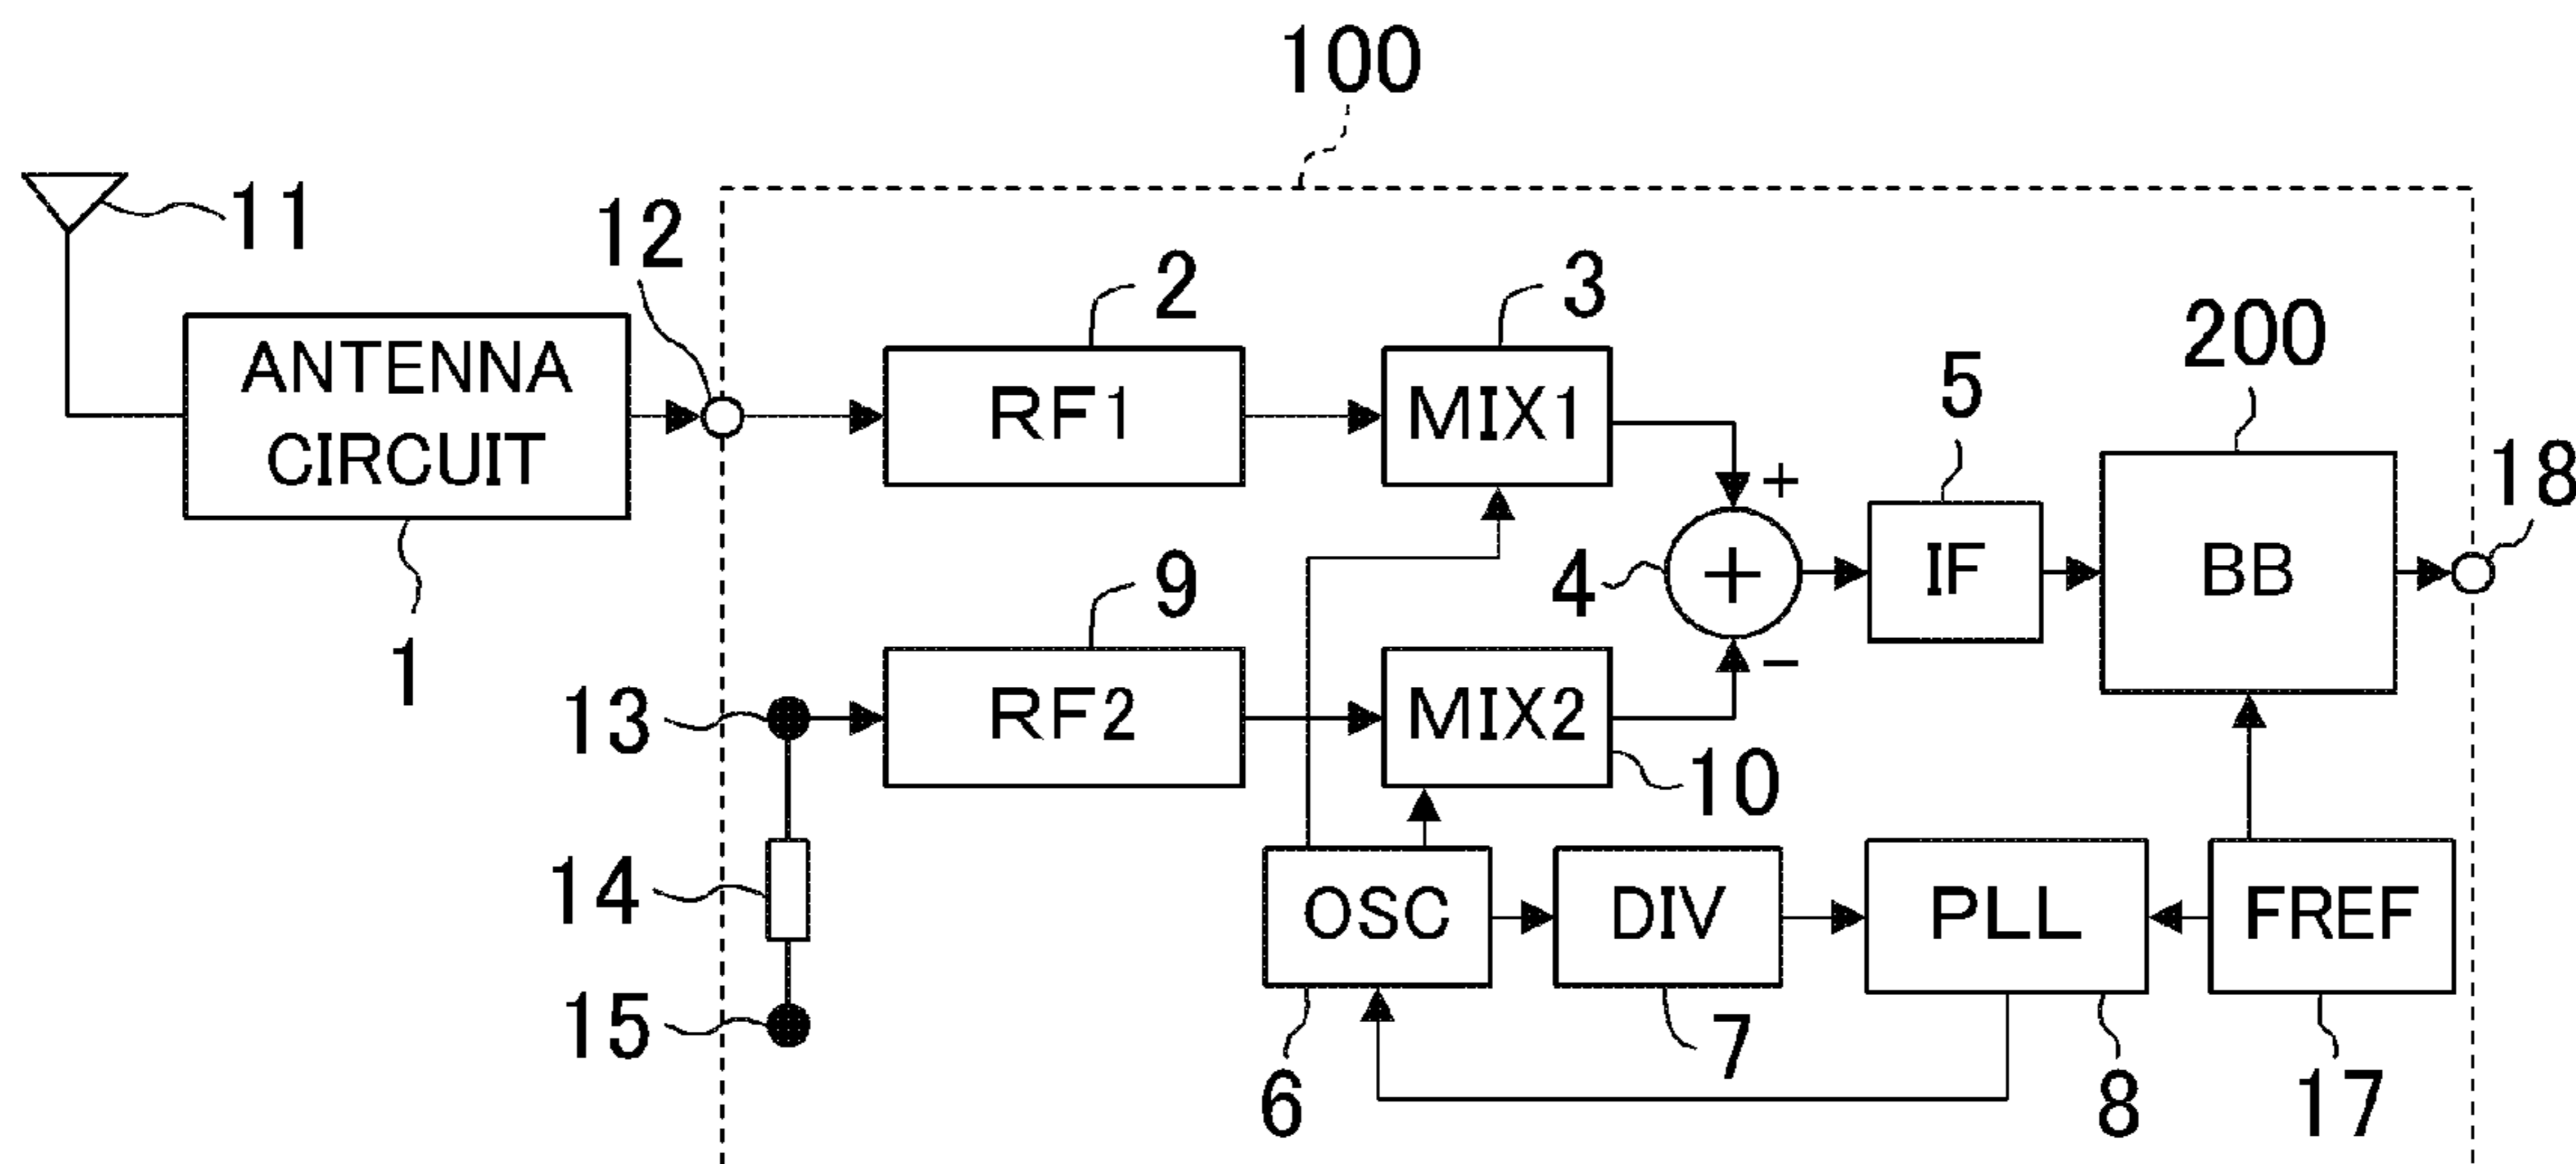 100
11
12
2
3
200
5
18
ANTENNA
CIRCUIT
RF1
MIX1
+
4
+
IF
BB
1
9
−
13
RF2
MIX2
10
14
OSC
DIV
PLL
FREF
15
6
7
8
17